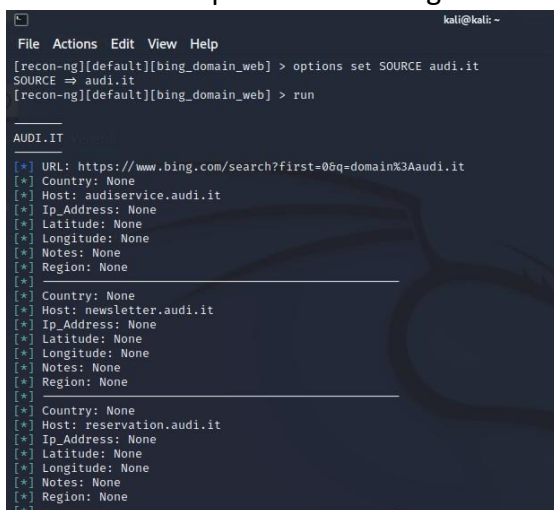 kali@kali: ~
File Actions Edit View Help
[recon-ng][default][bing_domain_web] > options set SOURCE audi.it
SOURCE ⇒ audi.it
[recon-ng][default][bing_domain_web] > run
AUDI.IT
[*] URL: https://www.bing.com/search?first=0&q=domain%3Aaudi.it
[*] Country: None
[*] Host: audiservice.audi.it
[*] Ip_Address: None
[*] Latitude: None
[*] Longitude: None
[*] Notes: None
[*] Region: None
[*]
[*] Country: None
[*] Host: newsletter.audi.it
[*] Ip_Address: None
[*] Latitude: None
[*] Longitude: None
[*] Notes: None
[*] Region: None
[*]
[*] Country: None
[*] Host: reservation.audi.it
[*] Ip_Address: None
[*] Latitude: None
[*] Longitude: None
[*] Notes: None
[*] Region: None